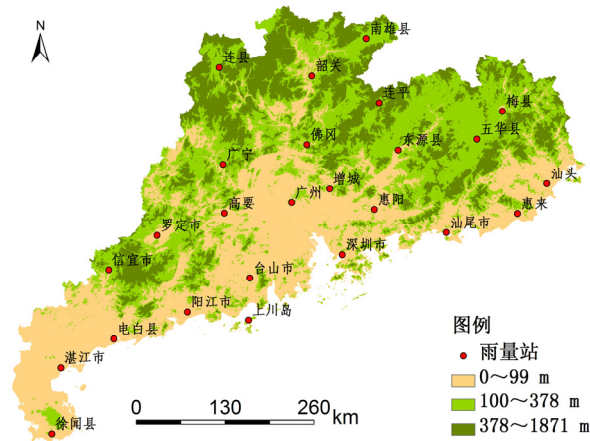 N
南雄县
连县
韶关
连平
梅县
佛冈
东源县
五华县
广宁
汕头
增城
广州
惠阳
惠来
高要
汕尾市
罗定市
深圳市
信宜市
台山市
阳江市
上川岛
电白县
湛江市
徐闻县
图例
雨量站
0～99 m
100～378 m
378～1871 m
0 130 260 km